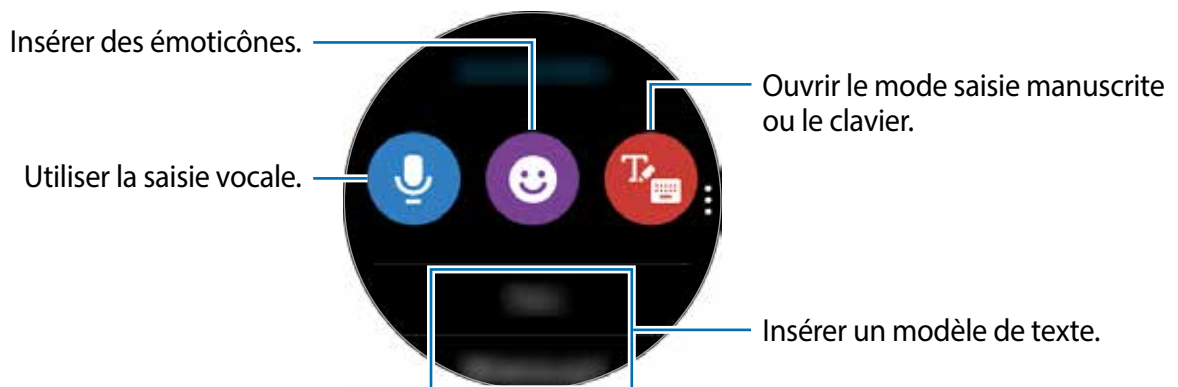 Insérer des émoticônes.
Ouvrir le mode saisie manuscrite
ou le clavier.
Utiliser la saisie vocale.
Insérer un modèle de texte.